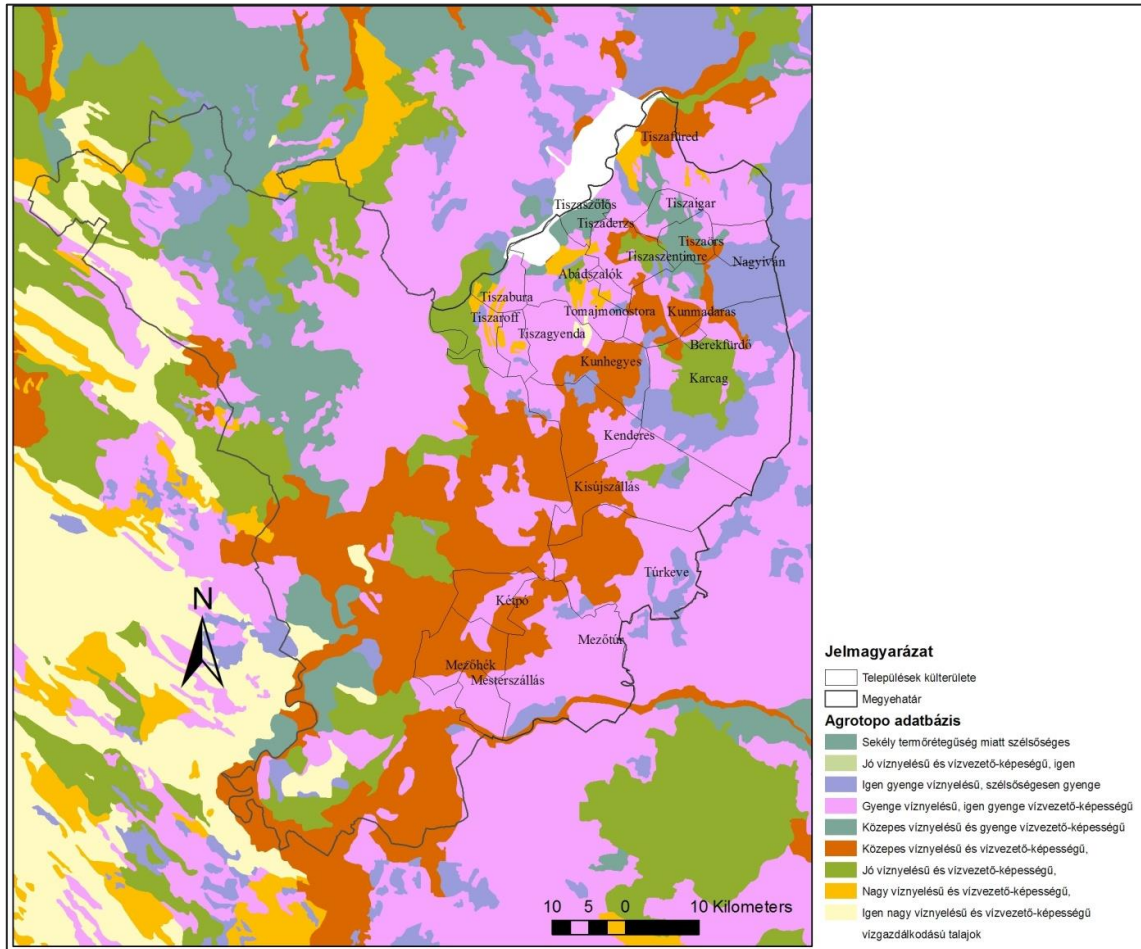 Tiszafüred
Tiszaszőlős
Tiszaigar
Tiszaderzs
Tiszaörs
Tiszaszentimre
Nagyiván
Abádszalók
Tiszabura
Tiszaroff
Tomajmonostora
Kunmadaras
Tiszagyenda
Berekfürdő
Kunhegyes
Karcag
Kenderes
Kisújszállás
Túrkeve
Kétpó
Mezőtúr
Mezőhék
Mesterszállás
N
10 5 0 10 Kilometers
Jelmagyarázat
Települések külterülete
Megyehatár
Agrotopo adatbázis
Sekély termőrétegűség miatt szélsőséges
Jó víznyelésű és vízvezető-képeségű, igen
Igen gyenge víznyelésű, szélsőségesen gyenge
Gyenge víznyelésű, igen gyenge vízvezető-képességű
Közepes víznyelésű és gyenge vízvezető-képességű
Közepes víznyelésű és vízvezető-képességű,
Jó víznyelésű és vízvezető-képességű,
Nagy víznyelésű és vízvezető-képességű,
Igen nagy víznyelésű és vízvezető-képességű
vízgazdálkodású talajok